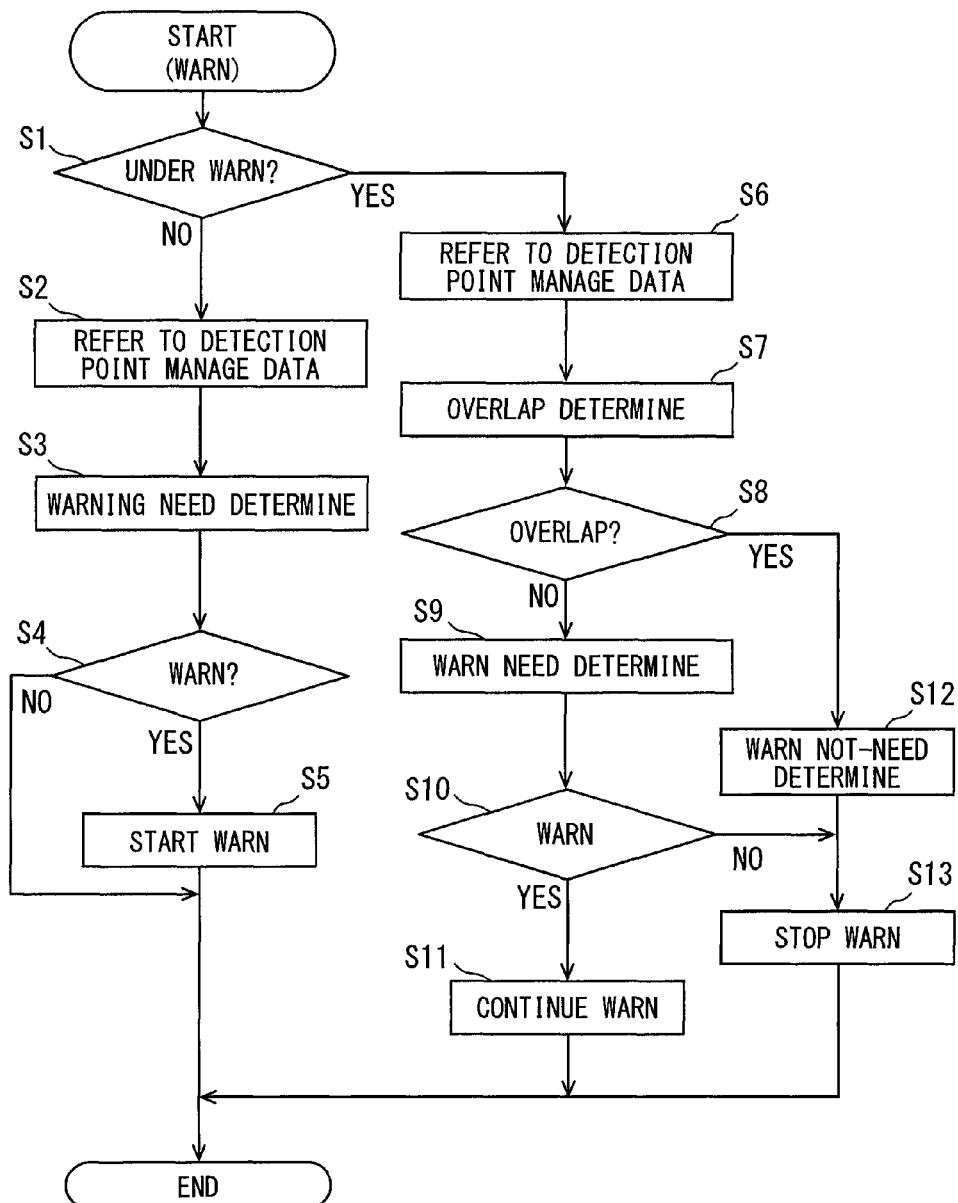 START
(WARN)
S1
UNDER WARN?
YES
NO
S6
REFER TO DETECTION
POINT MANAGE DATA
S2
REFER TO DETECTION
POINT MANAGE DATA
S7
OVERLAP DETERMINE
S3
WARNING NEED DETERMINE
S8
OVERLAP?
YES
NO
S9
WARN NEED DETERMINE
S4
WARN?
NO
YES
S12
WARN NOT-NEED
DETERMINE
S5
START WARN
S10
WARN
NO
YES
S13
STOP WARN
S11
CONTINUE WARN
END